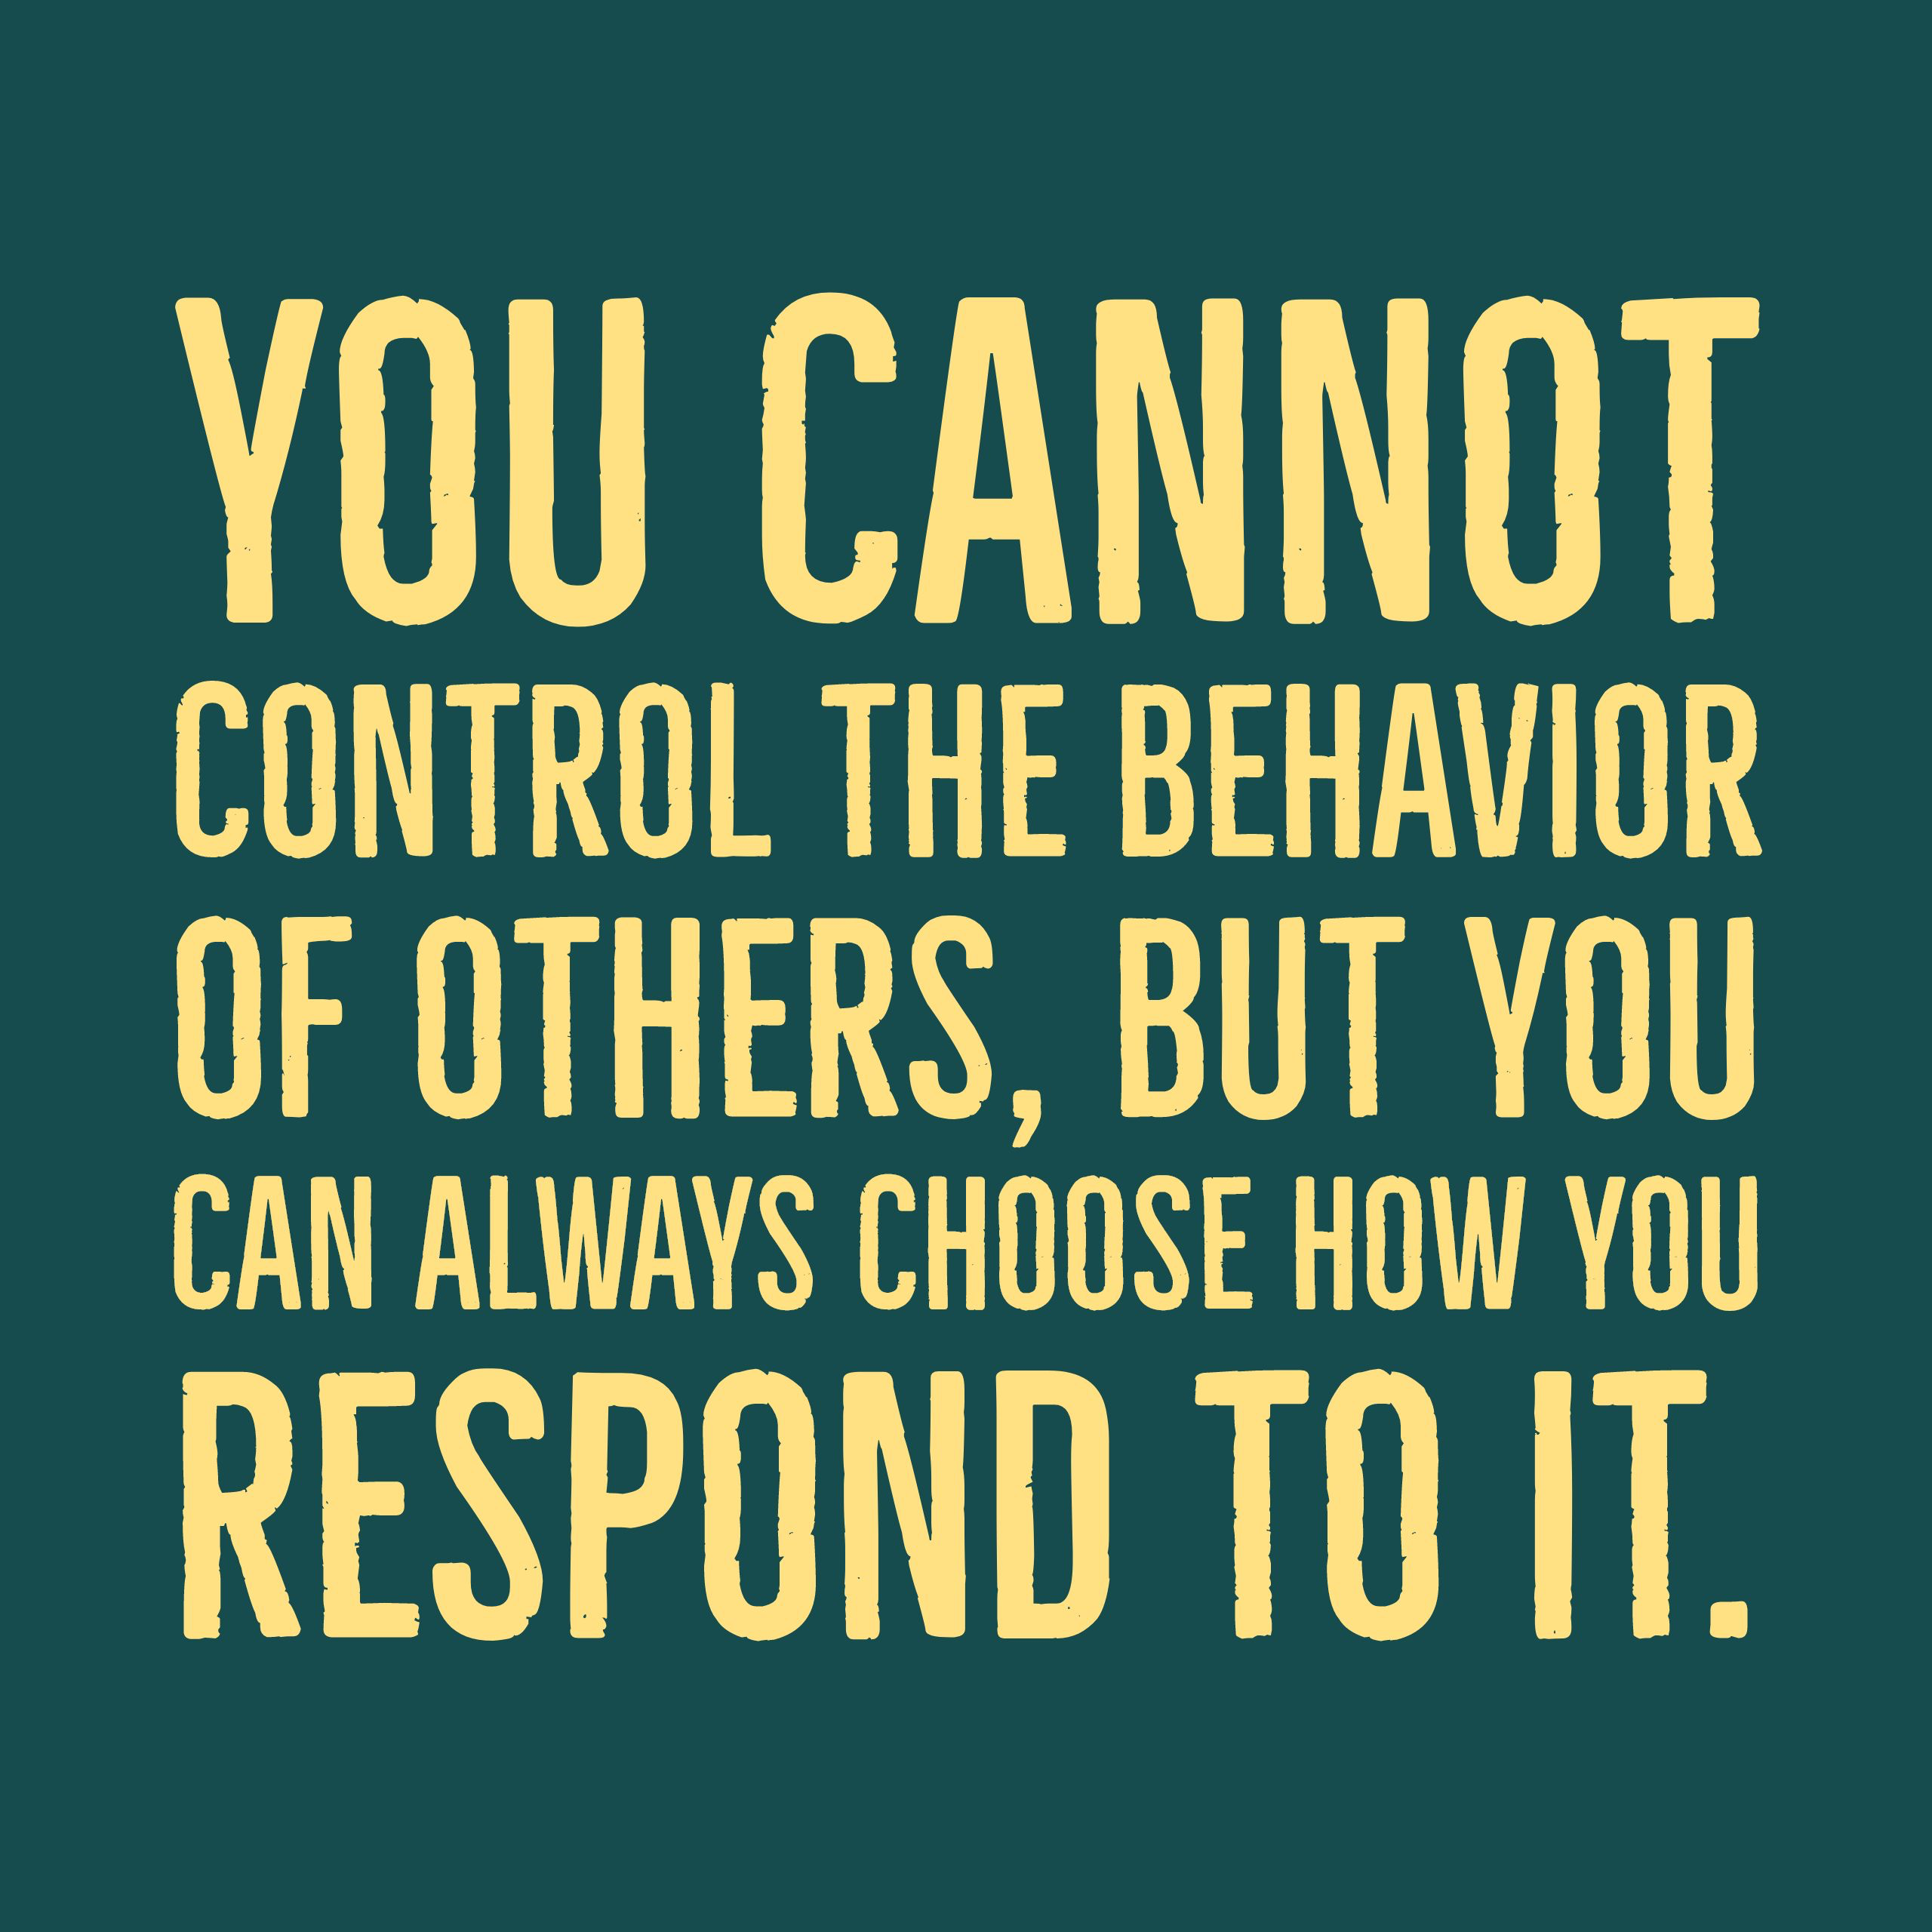 YOU CANNOT
CONTROL THE BEHAVIOR
OF OTHERS, BUT YOU
CAN ALWAYS CHOOSE HOW YOU
RESPOND TO IT.